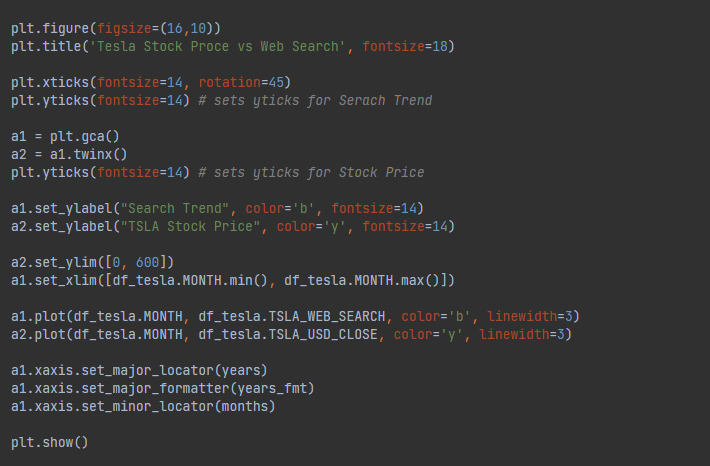 plt.figure(figsize=(16,10))
plt.title('Tesla Stock Proce vs Web Search', fontsize=18)
plt.xticks(fontsize=14, rotation=45)
plt.yticks(fontsize=14) # sets yticks for Serach Trend
a1 = plt.gca()
a2 = a1.twinx()
plt.yticks(fontsize=14) # sets yticks for Stock Price
a1.set_ylabel("Search Trend", color='b', fontsize=14)
a2.set_ylabel("TSLA Stock Price", color='y', fontsize=14)
a2.set_ylim([0, 600])
a1.set_xlim([df_tesla.MONTH.min(), df_tesla.MONTH.max()])
a1.plot(df_tesla.MONTH, df_tesla.TSLA_WEB_SEARCH, color='b', linewidth=3)
a2.plot(df_tesla.MONTH, df_tesla.TSLA_USD_CLOSE, color='y', linewidth=3)
a1.xaxis.set_major_locator(years)
a1.xaxis.set_major_formatter(years_fmt)
a1.xaxis.set_minor_locator(months)
plt.show()